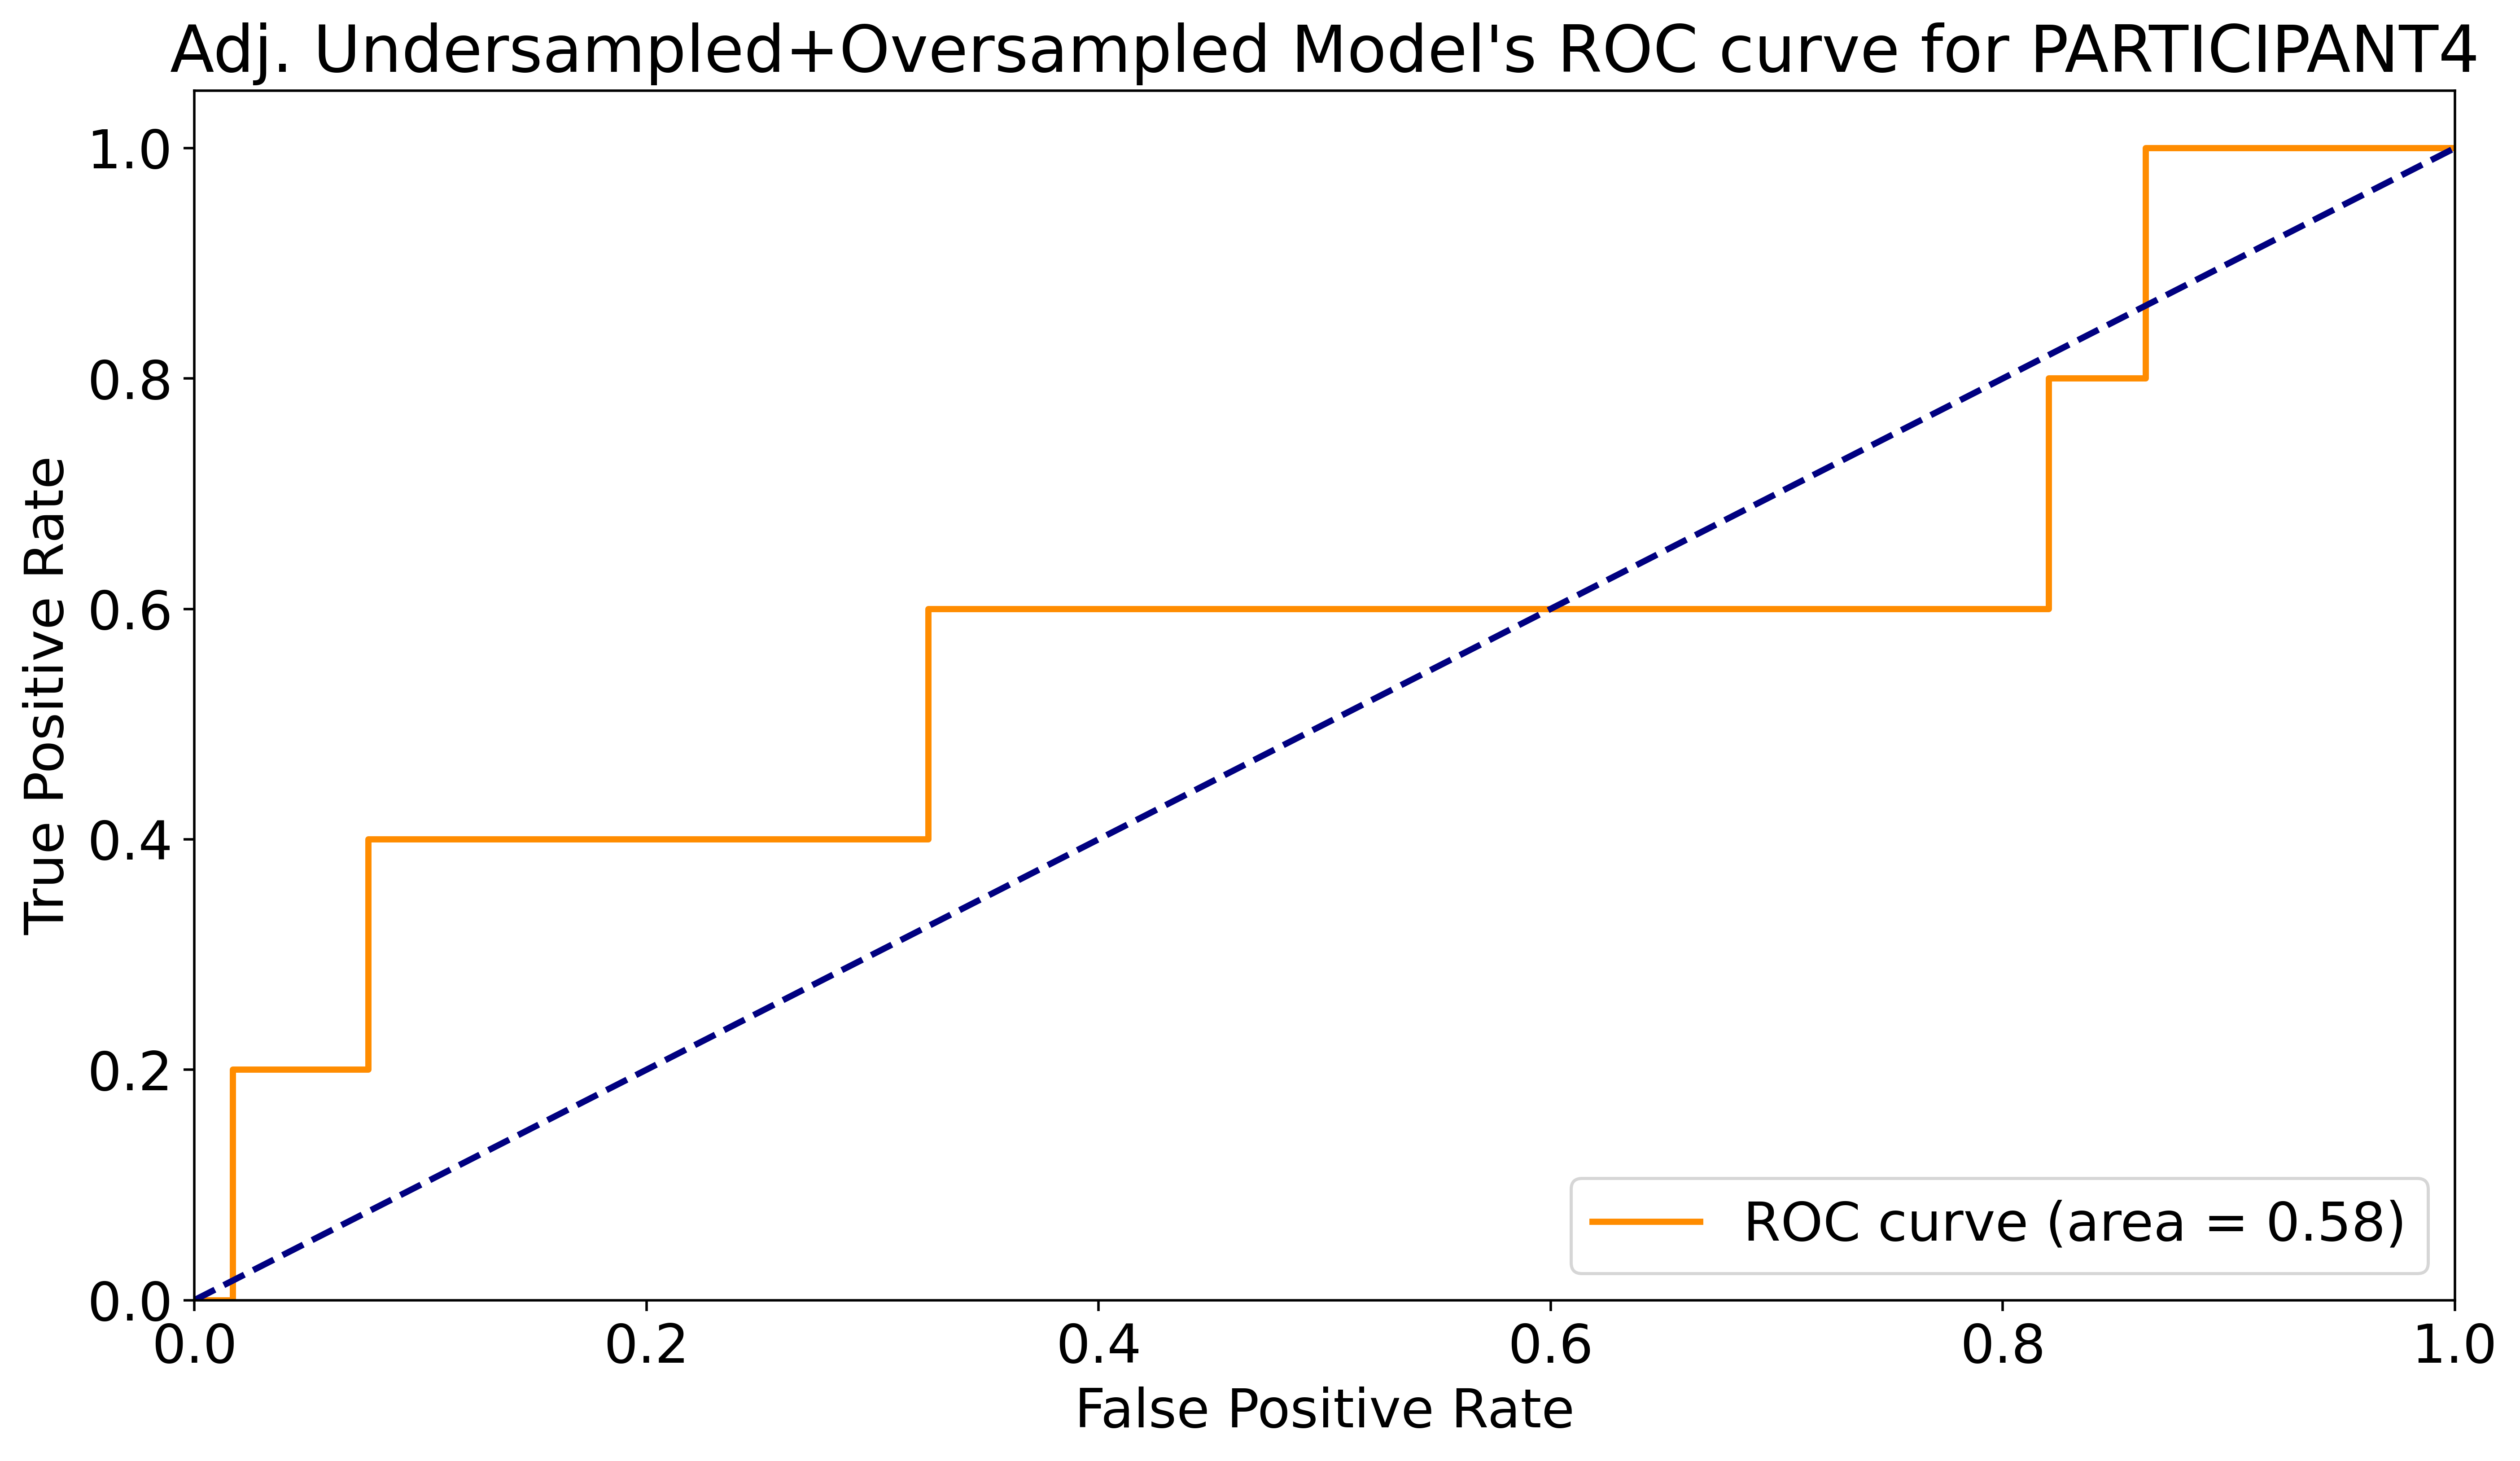 Adj. Undersampled+Oversampled Model's ROC curve for PARTICIPANT4
1.0
0.8
0.6
0.4
0.2
0.0
True Positive Rate
ROC curve (area = 0.58)
0.0 0.2 0.4 0.6 0.8 1.0
False Positive Rate